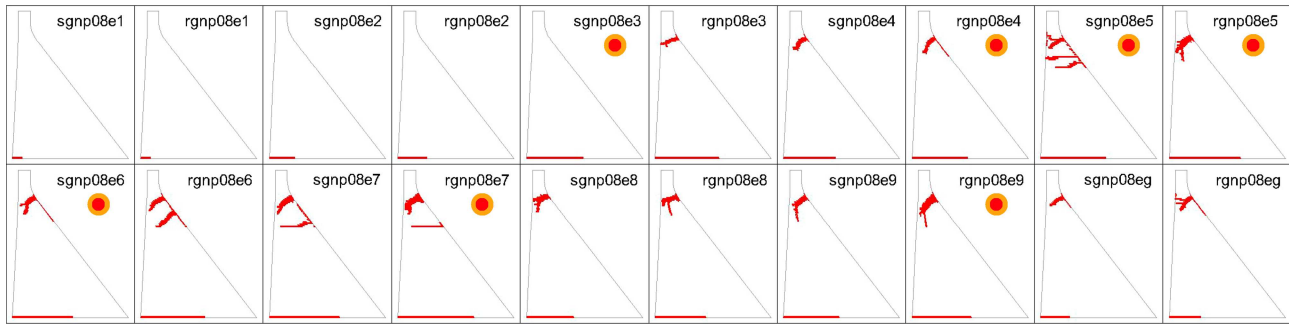 sgnp08e1
rgnp08e1
sgnp08e2
rgnp08e2
sgnp08e3
rgnp08e3
sgnp08e4
rgnp08e4
sgnp08e5
rgnp08e5
sgnp08e6
rgnp08e6
sgnp08e7
rgnp08e7
sgnp08e8
rgnp08e8
sgnp08e9
rgnp08e9
sgnp08eg
rgnp08eg